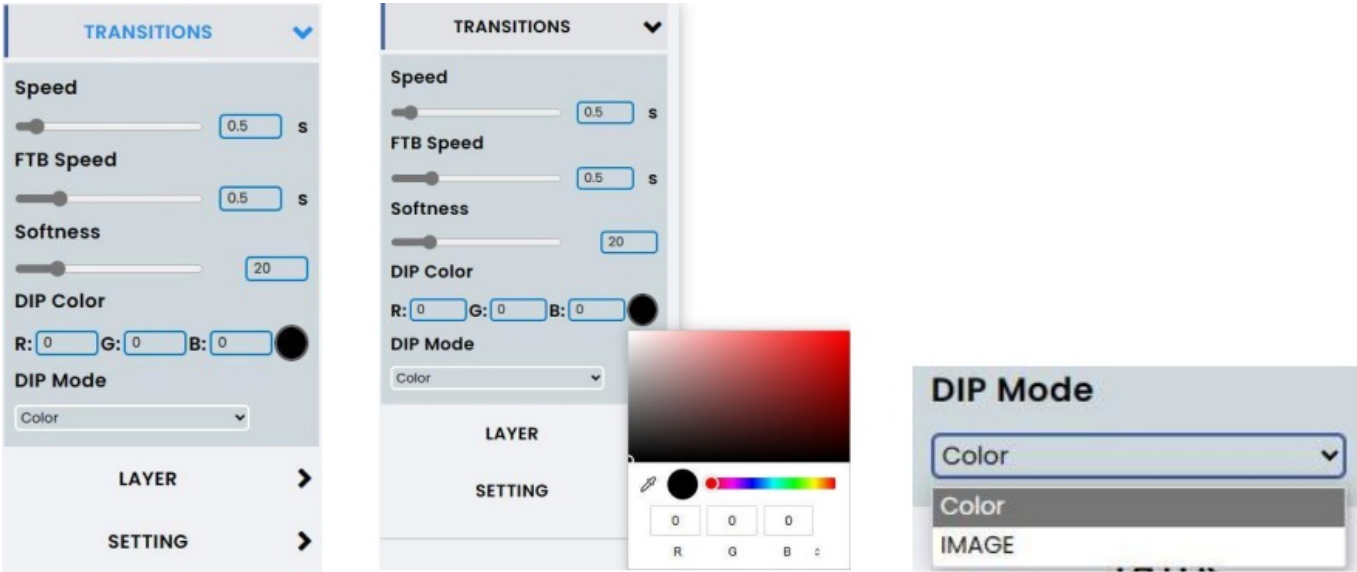 TRANSITIONS
Speed
0.5 s
FTB Speed
0.5 s
Softness
20
DIP Color
R: 0 G: 0 B: 0
DIP Mode
Color
LAYER
SETTING
TRANSITIONS
Speed
0.5 s
FTB Speed
0.5 s
Softness
20
DIP Color
R: 0 G: 0 B: 0
DIP Mode
Color
LAYER
SETTING
0 0 0
R G B
DIP Mode
Color
Color
IMAGE